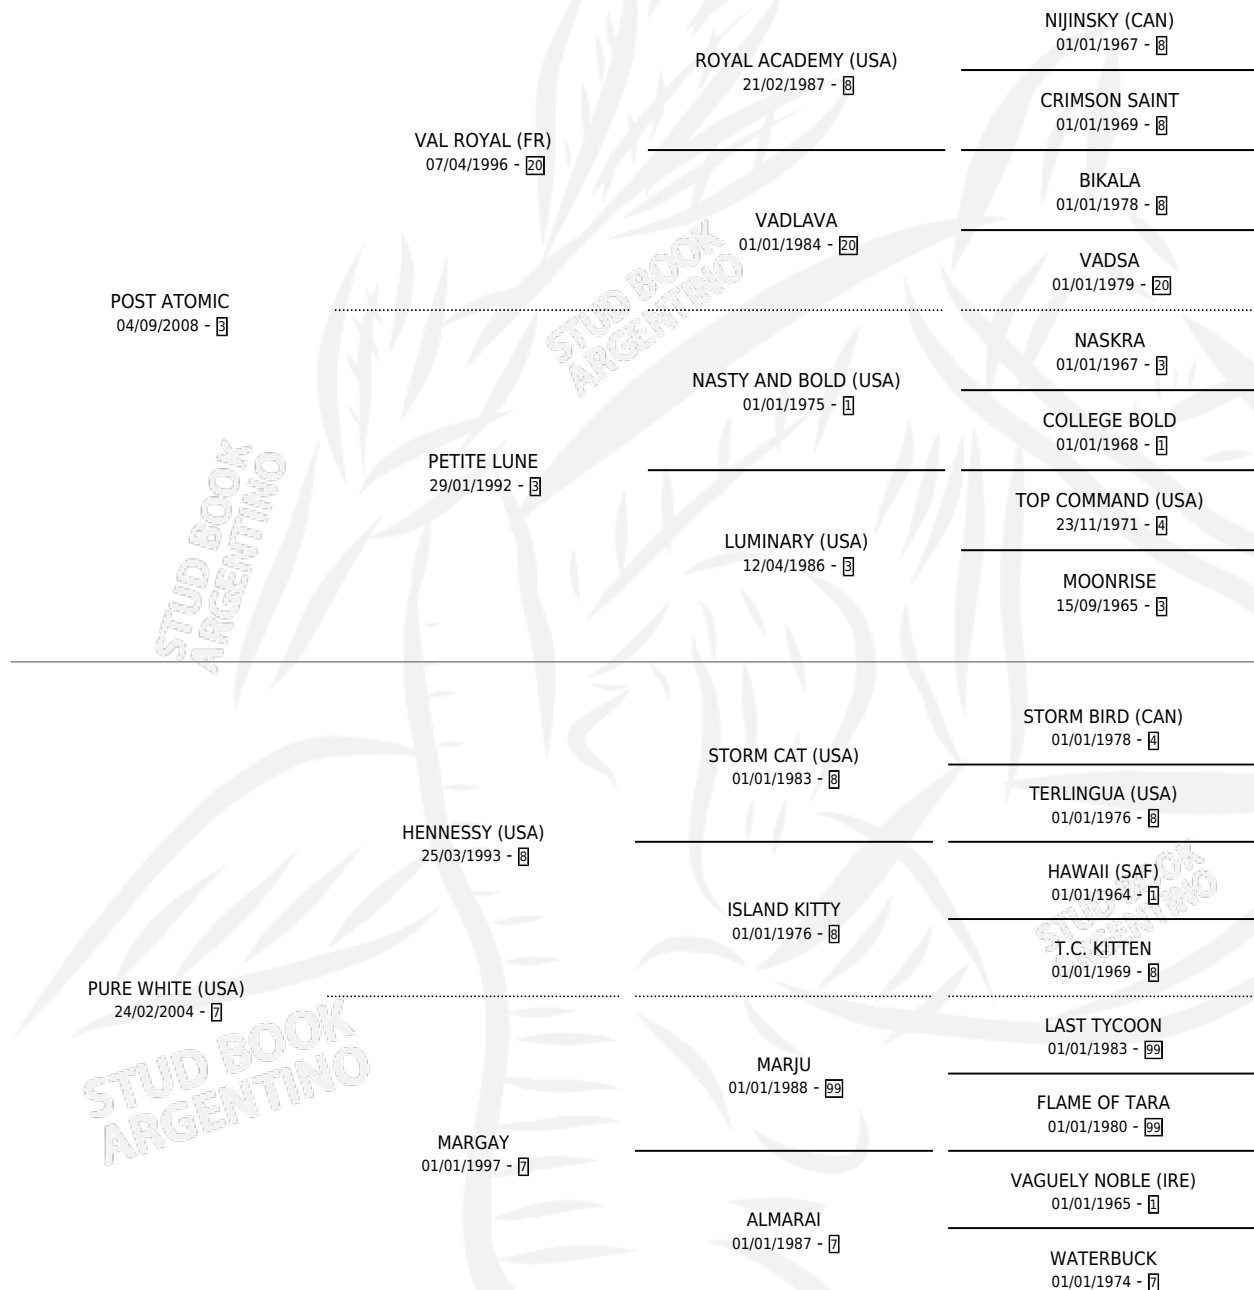 NIJINSKY (CAN)
01/01/1967 - 8
ROYAL ACADEMY (USA)
21/02/1987 - 8
CRIMSON SAINT
01/01/1969 - 8
VAL ROYAL (FR)
07/04/1996 - 20
BIKALA
01/01/1978 - 8
VADLAVA
01/01/1984 - 20
VADSA
01/01/1979 - 20
POST ATOMIC
04/09/2008 - 3
NASKRA
01/01/1967 - 3
NASTY AND BOLD (USA)
01/01/1975 - 1
COLLEGE BOLD
01/01/1968 - 1
PETITE LUNE
29/01/1992 - 3
TOP COMMAND (USA)
23/11/1971 - 4
LUMINARY (USA)
12/04/1986 - 3
MOONRISE
15/09/1965 - 3
STORM BIRD (CAN)
01/01/1978 - 4
STORM CAT (USA)
01/01/1983 - 8
TERLINGUA (USA)
01/01/1976 - 8
HENNESSY (USA)
25/03/1993 - 8
HAWAII (SAF)
01/01/1964 - 1
ISLAND KITTY
01/01/1976 - 8
T.C. KITTEN
01/01/1969 - 8
PURE WHITE (USA)
24/02/2004 - 7
LAST TYCOON
01/01/1983 - 99
MARJU
01/01/1988 - 99
FLAME OF TARA
01/01/1980 - 99
MARGAY
01/01/1997 - 7
VAGUELY NOBLE (IRE)
01/01/1965 - 1
ALMARAI
01/01/1987 - 7
WATERBUCK
01/01/1974 - 7
STUD BOOK
ARGENTINO
STUD BOOK
ARGENTINO
STUD BOOK
ARGENTINO
STUD BOOK
ARGENTINO